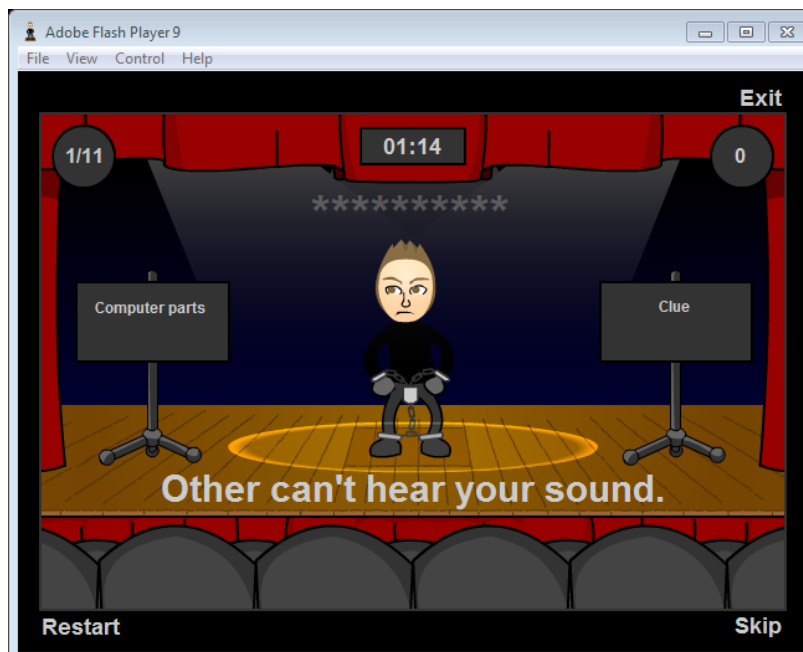 Adobe Flash Player 9
File View Control Help
Exit
1/11
01:14
0
**********
Computer parts
Clue
Other can't hear your sound.
Restart
Skip